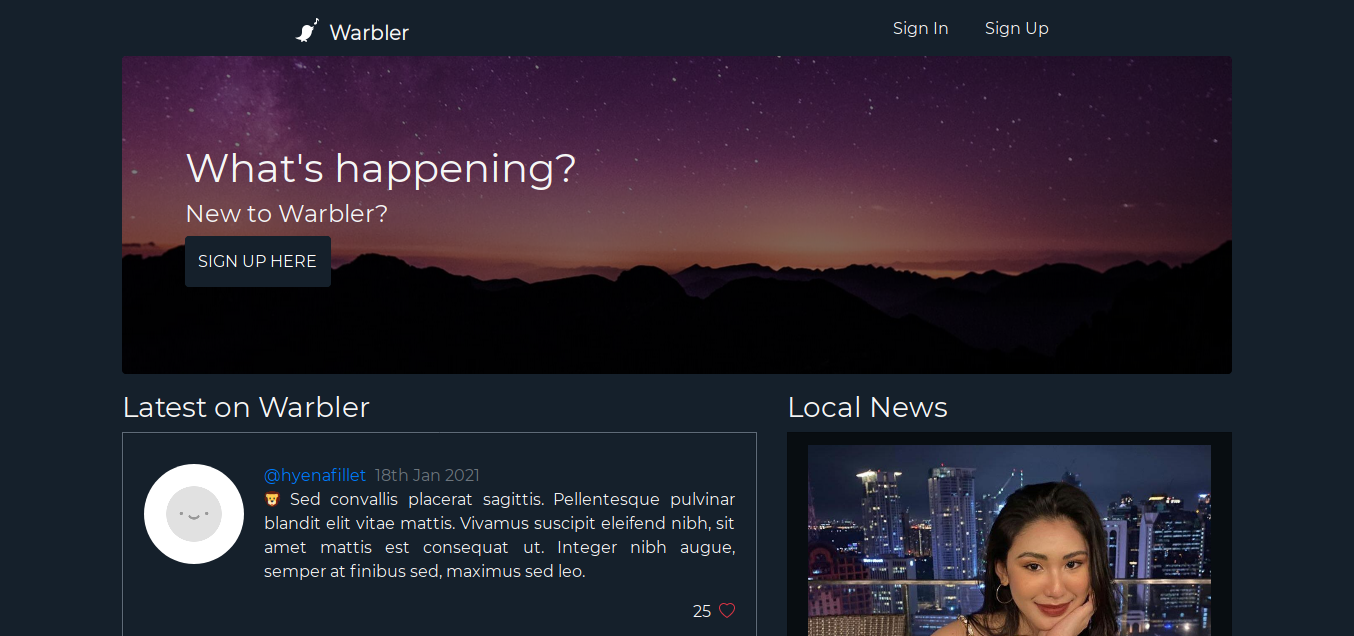 Warbler
Sign In
Sign Up
What's happening?
New to Warbler?
SIGN UP HERE
Latest on Warbler
Local News
@hyenafillet 18th Jan 2021
🦁 Sed convallis placerat sagittis. Pellentesque pulvinar
blandit elit vitae mattis. Vivamus suscipit eleifend nibh, sit
amet mattis est consequat ut. Integer nibh augue,
semper at finibus sed, maximus sed leo.
25